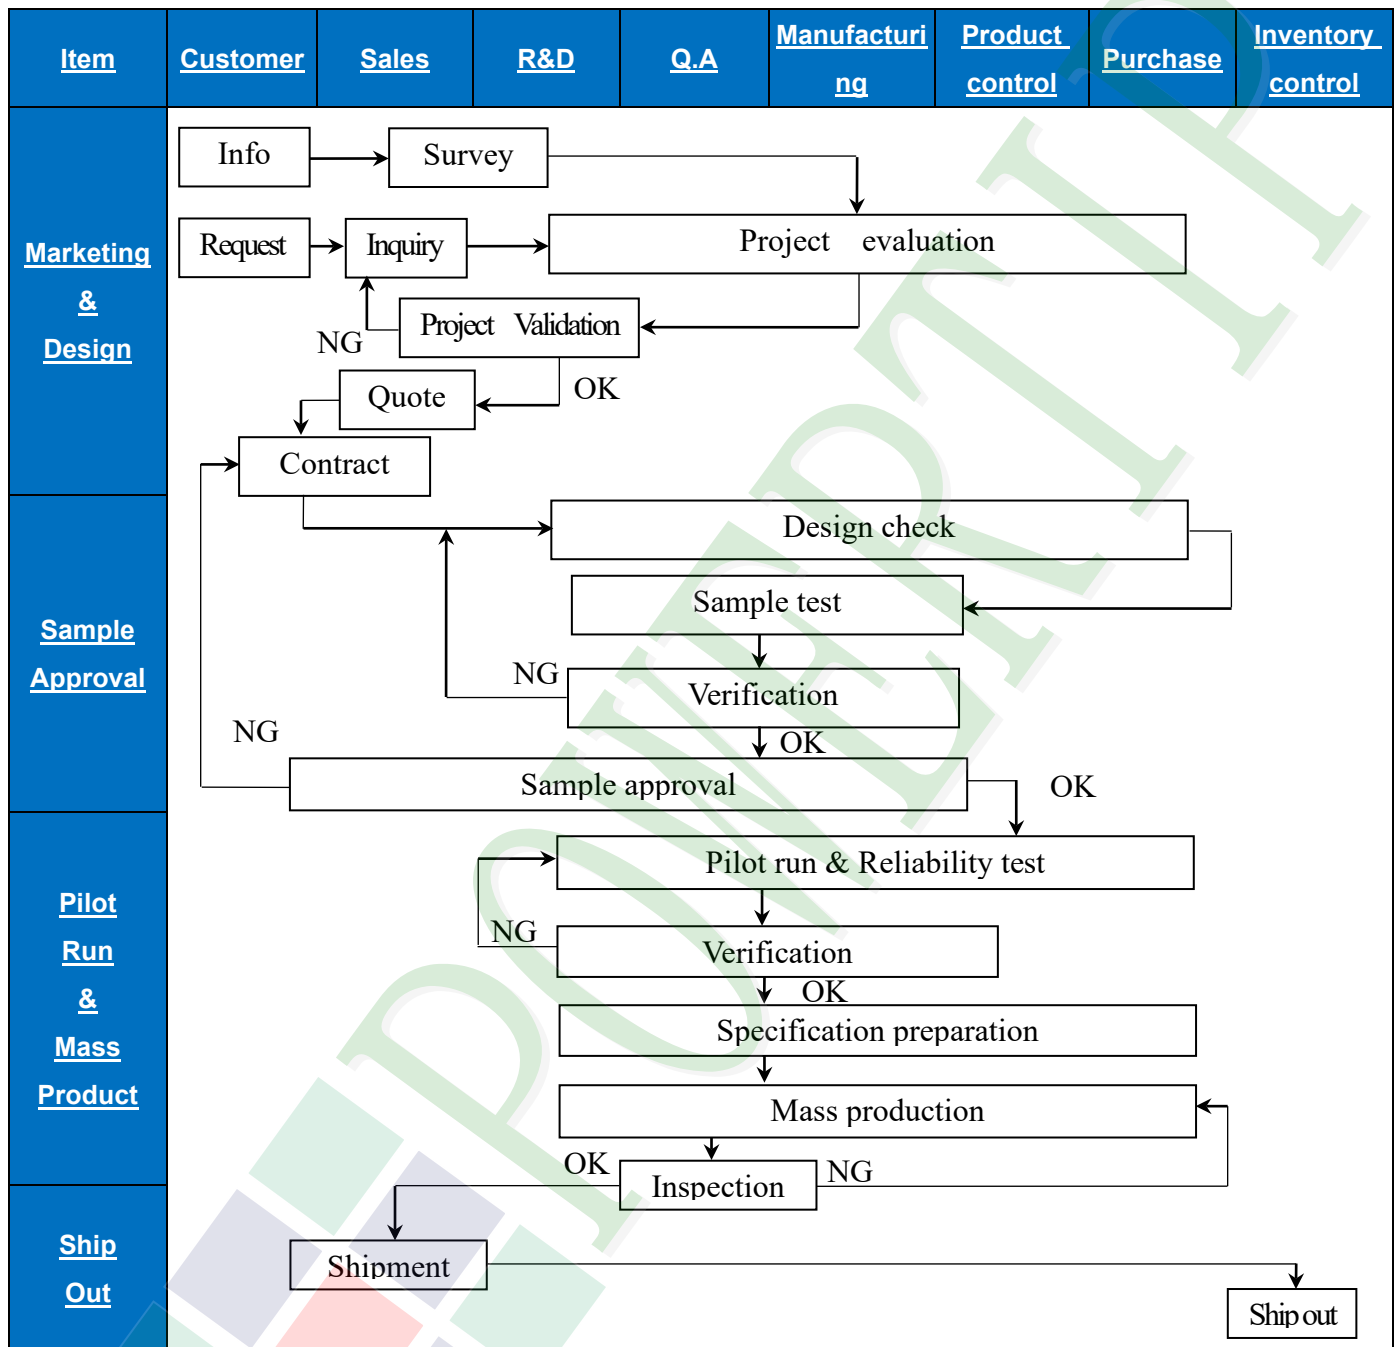 Item
Customer
Sales
R&D
Q.A
Manufacturi
ng
Product
control
Purchase
Inventory
control
Marketing
&
Design
Info
Survey
Request
Inquiry
Project evaluation
NG
Project Validation
Quote
OK
Contract
Sample
Approval
Design check
Sample test
NG
Verification
NG
OK
Sample approval
OK
Pilot
Run
&
Mass
Product
Pilot run & Reliability test
NG
Verification
OK
Specification preparation
Mass production
OK
Inspection
NG
Ship
Out
Shipment
Ship out
POWERTIP